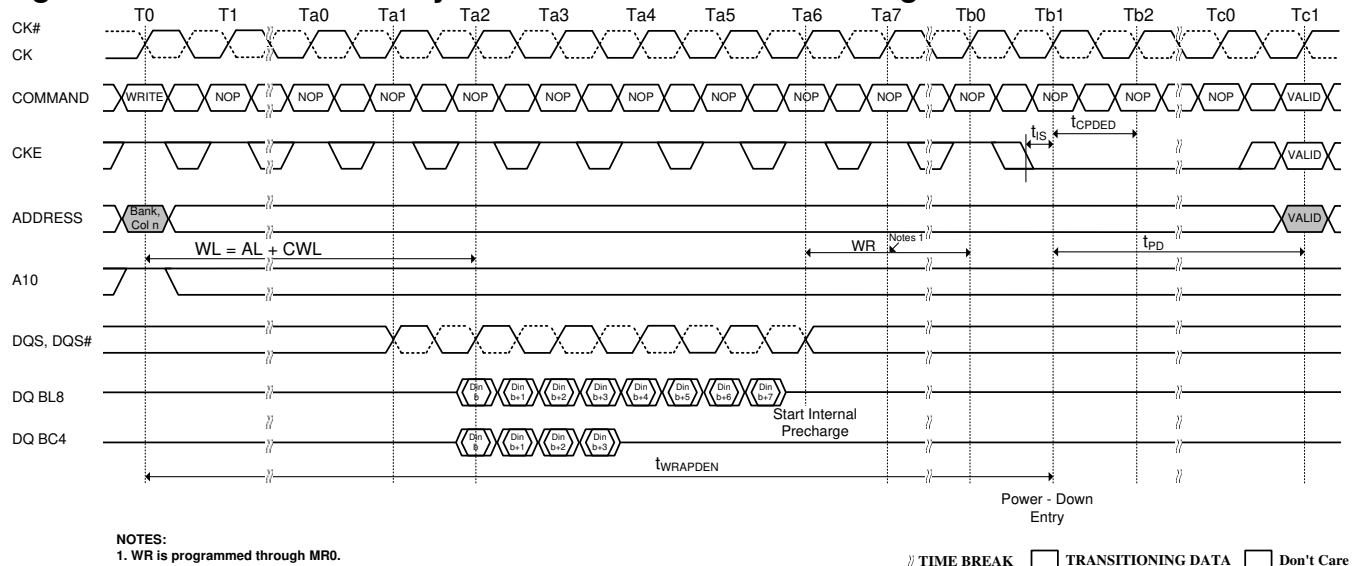 T0 T1 Ta0 Ta1 Ta2 Ta3 Ta4 Ta5 Ta6 Ta7 Tb0 Tb1 Tb2 Tc0 Tc1
CK#
CK
COMMAND WRITE NOP NOP NOP NOP NOP NOP NOP NOP NOP NOP NOP NOP NOP VALID
tIS tCPDED
CKE VALID
ADDRESS Bank, Col n VALID
WL = AL + CWL WR Notes 1 tPD
A10
DQS, DQS#
DQ BL8 Din b Din b+1 Din b+2 Din b+3 Din b+4 Din b+5 Din b+6 Din b+7
Start Internal
Precharge
DQ BC4 Din b Din b+1 Din b+2 Din b+3
tWRAPDEN
Power - Down
Entry
NOTES:
1. WR is programmed through MR0.
TIME BREAK TRANSITIONING DATA Don't Care